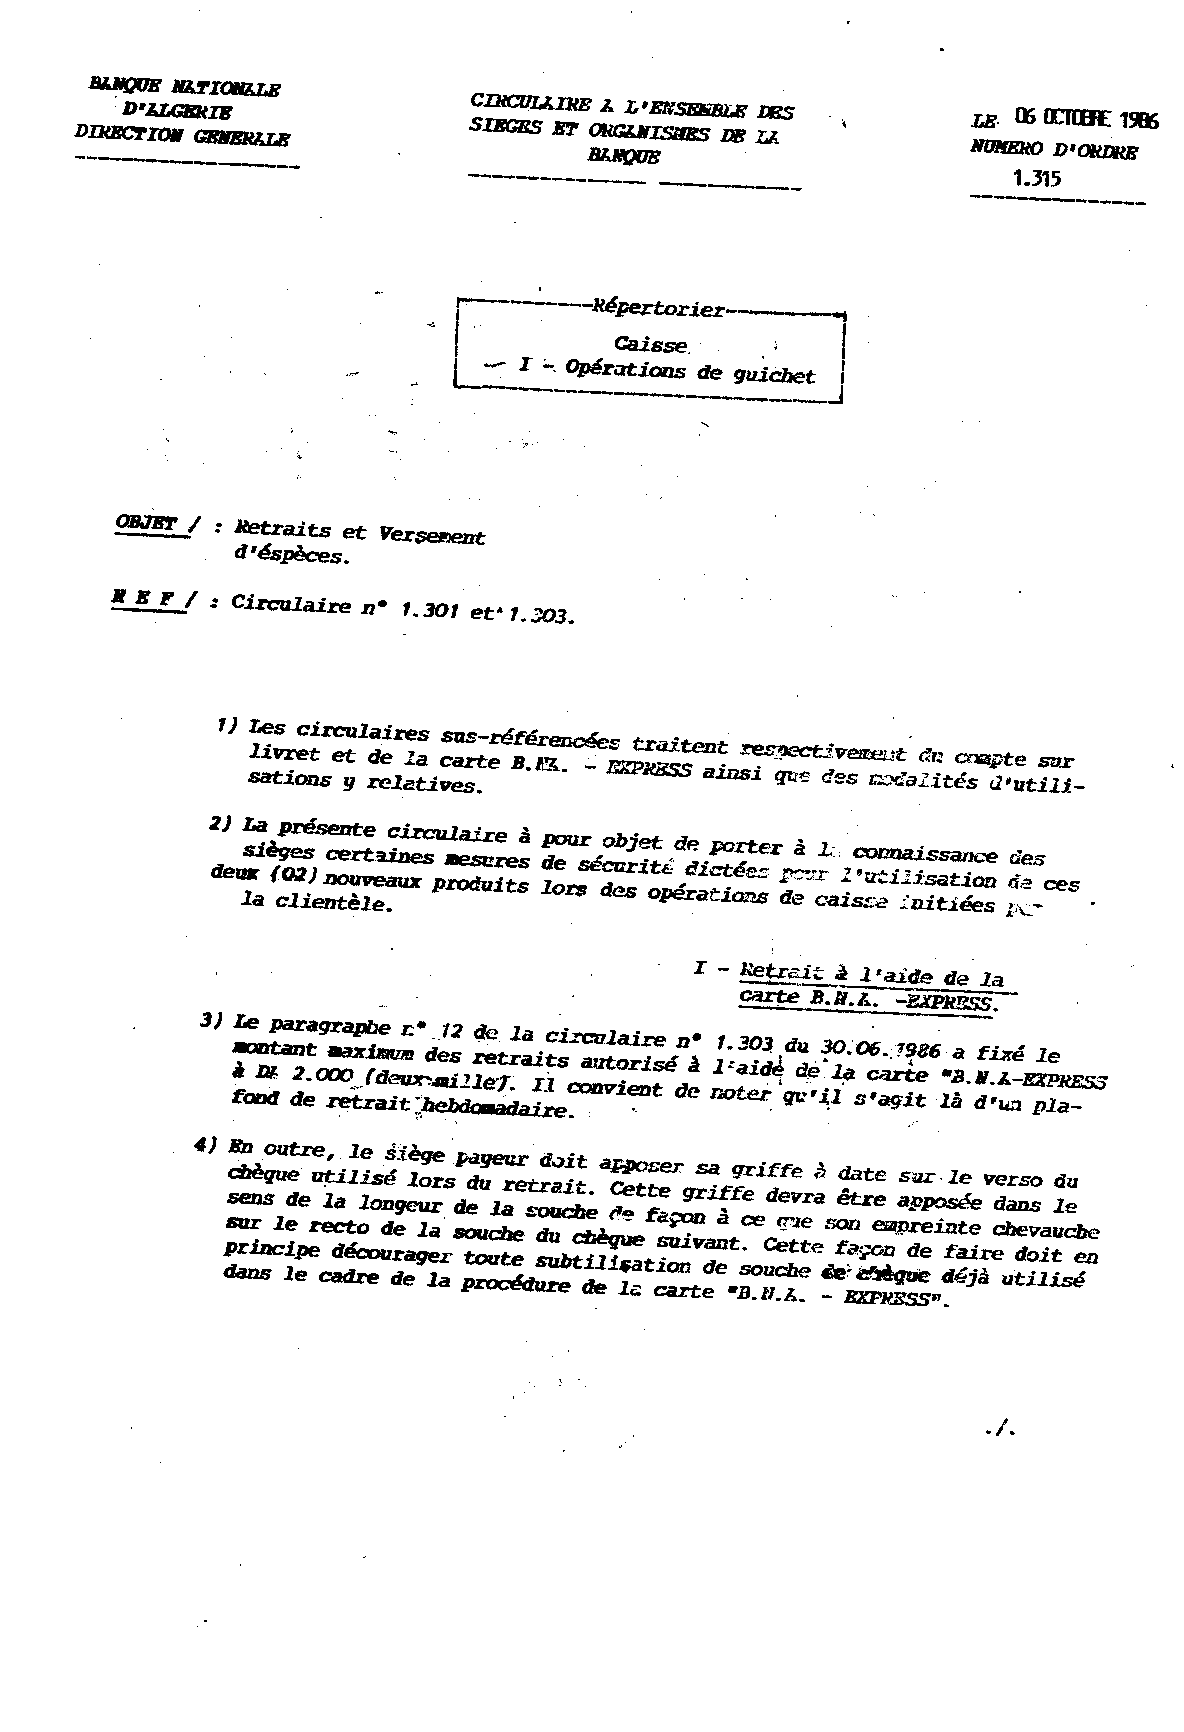 BANQUE NATIONALE
D'ALGERIE
DIRECTION GENERALE
CIRCULAIRE A L'ENSEMBLE DES
SIEGES ET ORGANISMES DE LA
BANQUE
LE 06 OCTOBRE 1986
NUMERO D'ORDRE
1.315
Répertorier
Caisse
I - Opérations de guichet
OBJET / : Retraits et Versement
d'éspèces.
R E F / : Circulaire n° 1.301 et 1.303.
1) Les circulaires sus-référencées traitent respectivement du compte sur
livret et de la carte B.NA. - EXPRESS ainsi que des modalités d'utili-
sations y relatives.
2) La présente circulaire à pour objet de porter à la connaissance des
sièges certaines mesures de sécurité dictées pour l'utilisation de ces
deux (02) nouveaux produits lors des opérations de caisse initiées par
la clientèle.
I - Retrait à l'aide de la
carte B.N.A. -EXPRESS.
3) Le paragraphe n° 12 de la circulaire n° 1.303 du 30.06.1986 a fixé le
montant maximum des retraits autorisé à l'aide de la carte "B.N.A-EXPRESS
à DA 2.000 (deux-mille). Il convient de noter qu'il s'agit là d'un pla-
fond de retrait hebdomadaire.
4) En outre, le siège payeur doit apposer sa griffe à date sur le verso du
chèque utilisé lors du retrait. Cette griffe devra être apposée dans le
sens de la longeur de la souche de façon à ce que son empreinte chevauche
sur le recto de la souche du chèque suivant. Cette façon de faire doit en
principe décourager toute subtilisation de souche de chèque déjà utilisé
dans le cadre de la procédure de la carte "B.N.A. - EXPRESS".
./.